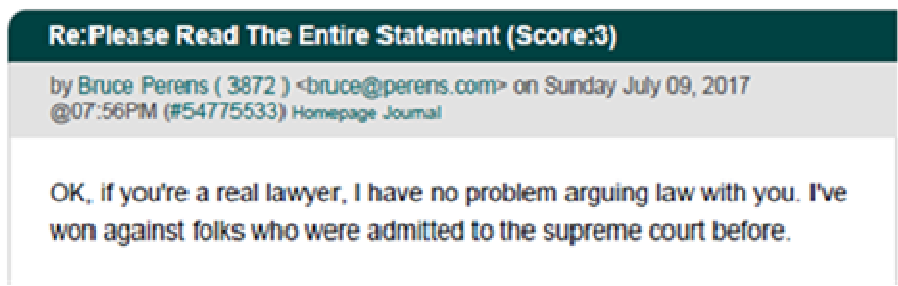 Re:Please Read The Entire Statement (Score:3)
by Bruce Perens ( 3872 ) <bruce@perens.com> on Sunday July 09, 2017
@07:56PM (#54775533) Homepage Journal
OK, if you're a real lawyer, I have no problem arguing law with you. I've
won against folks who were admitted to the supreme court before.